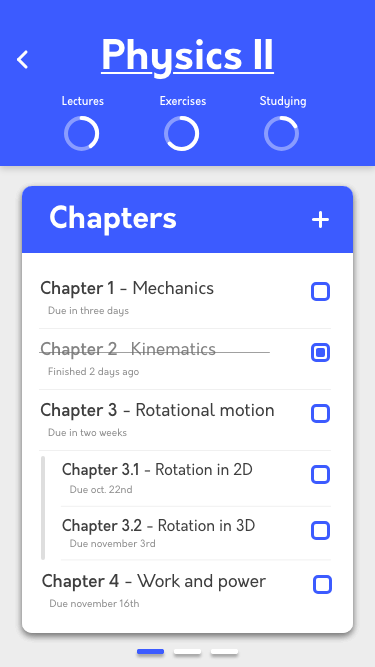 Physics II
Lectures Exercises Studying
Chapters
Chapter 1 - Mechanics
Due in three days
Chapter 2 Kinematics
Finished 2 days ago
Chapter 3 - Rotational motion
Due in two weeks
Chapter 3.1 - Rotation in 2D
Due oct. 22nd
Chapter 3.2 - Rotation in 3D
Due november 3rd
Chapter 4 - Work and power
Due november 16th